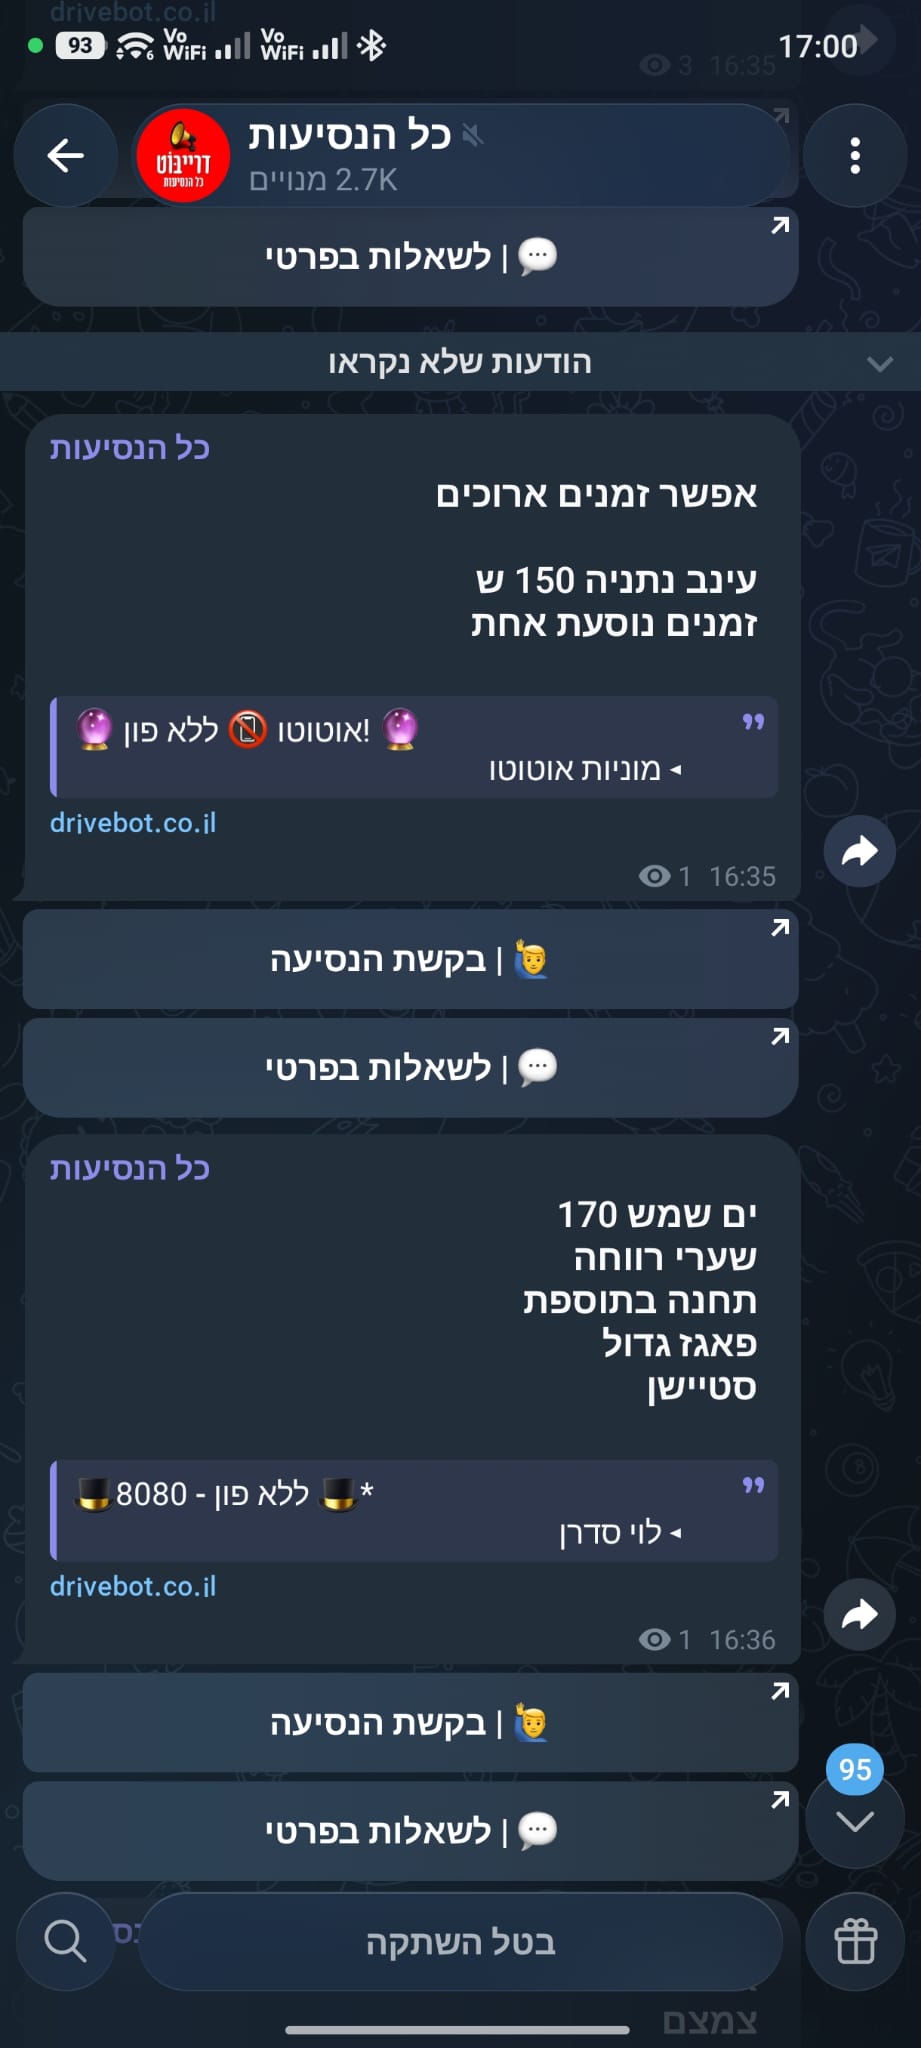 drivebot.co.il
93
Vo WiFi
Vo WiFi
17:00
3 16:35
כל הנסיעות
2.7K מנויים
דרייבוט
כל הנסיעות
💬 | לשאלות בפרטי
הודעות שלא נקראו
כל הנסיעות
אפשר זמנים ארוכים
עינב נתניה 150 ש
זמנים נוסעת אחת
🔮 אוטוטו! 📵 ללא פון 🔮
◂ מוניות אוטוטו
drivebot.co.il
1 16:35
🙋‍♂️ | בקשת הנסיעה
💬 | לשאלות בפרטי
כל הנסיעות
ים שמש 170
שערי רווחה
תחנה בתוספת
פאגז גדול
סטיישן
*🎩 ללא פון - 8080🎩
◂ לוי סדרן
drivebot.co.il
1 16:36
🙋‍♂️ | בקשת הנסיעה
95
💬 | לשאלות בפרטי
בטל השתקה
צמצם